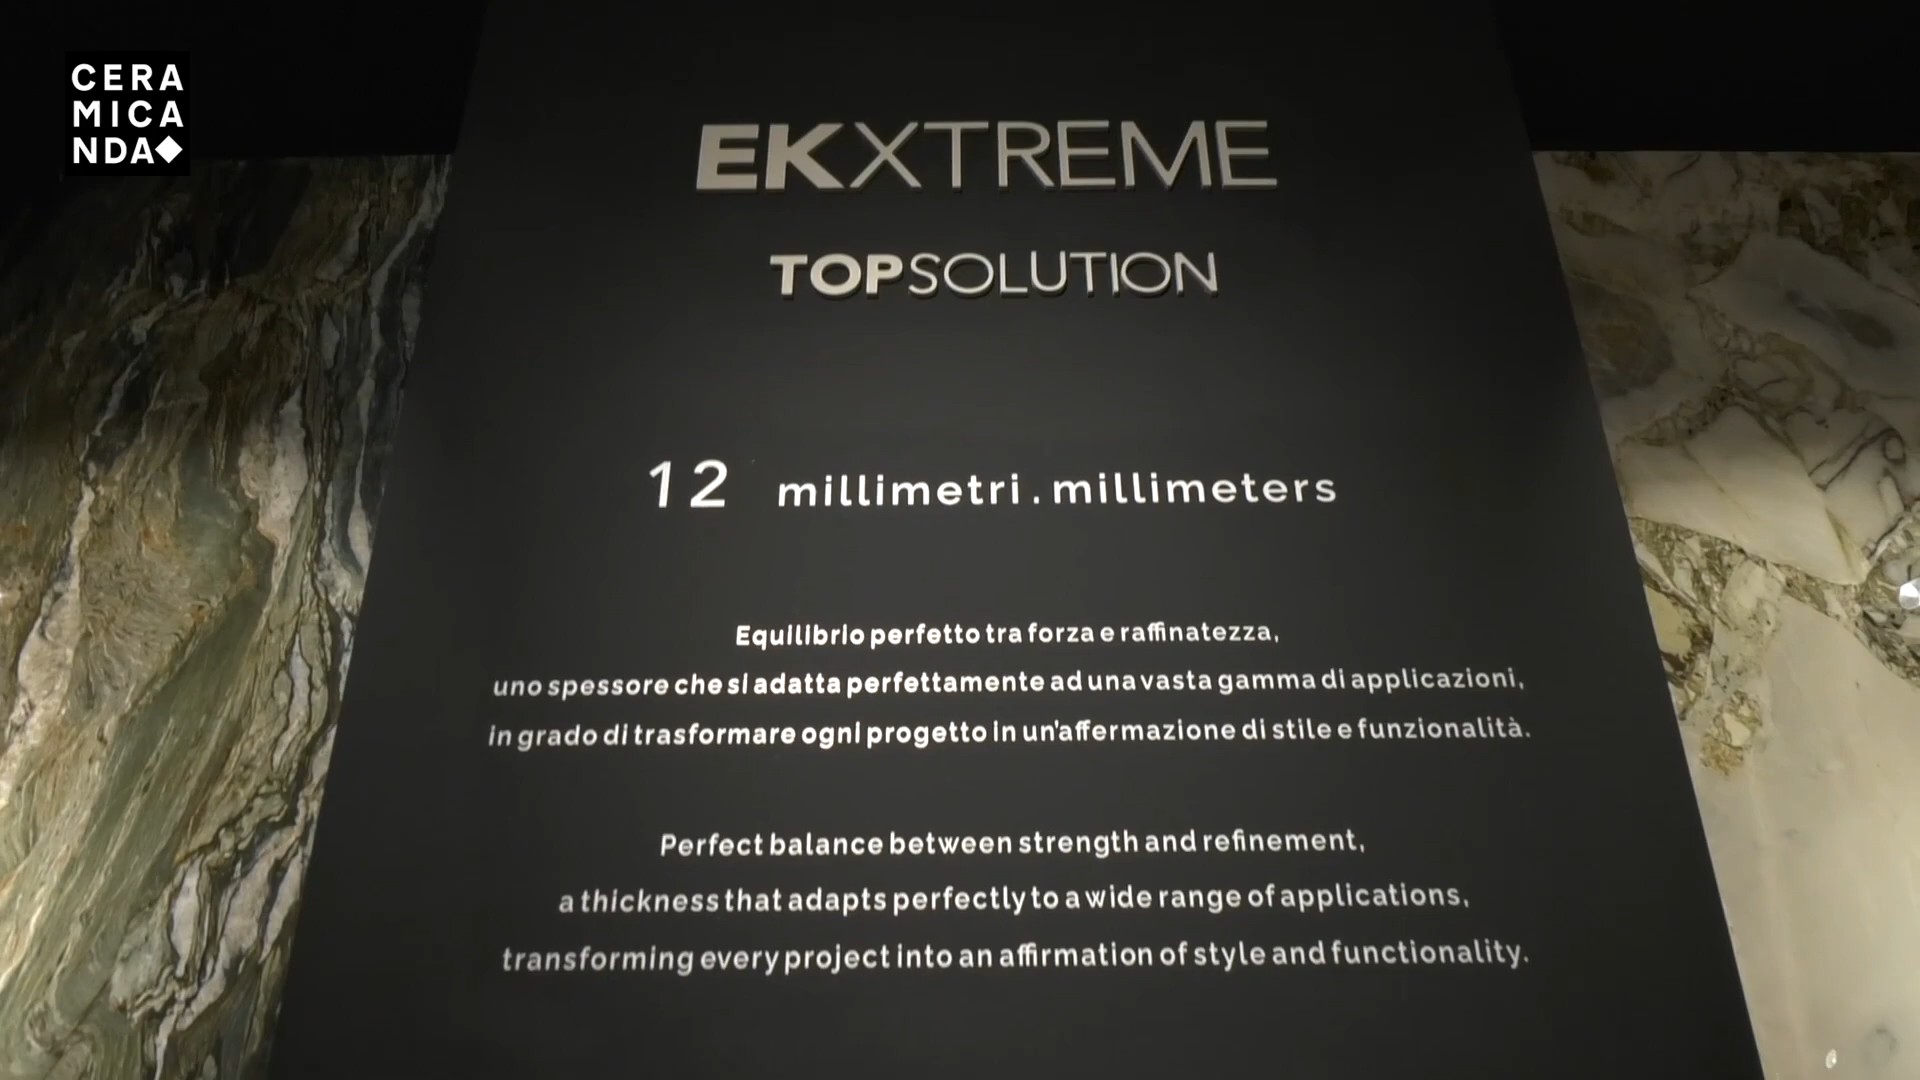 CERA
MICA
NDA
EKXTREME
TOPSOLUTION
12 millimetri . millimeters
Equilibrio perfetto tra forza e raffinatezza,
uno spessore che si adatta perfettamente ad una vasta gamma di applicazioni,
in grado di trasformare ogni progetto in un'affermazione di stile e funzionalità.
Perfect balance between strength and refinement,
a thickness that adapts perfectly to a wide range of applications,
transforming every project into an affirmation of style and functionality.